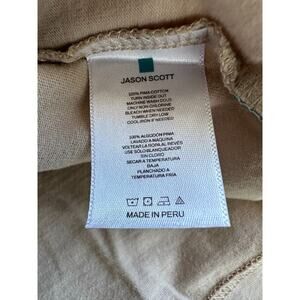 JASON SCOTT
100% PIMA COTTON
TURN INSIDE OUT
MACHINE WASH COLD
ONLY NON-CHLORINE
BLEACH WHEN NEEDED
TUMBLE DRY LOW
COOL IRON IF NEEDED
100% ALGODÓN PIMA
LAVADO A MAQUINA
VOLTEAR LA ROPA AL REVÉS
USE SOLO BLANQUEADOR
SIN CLORO
SECAR A TEMPERATURA
BAJA
PLANCHADO A
TEMPERATURA FRÍA
MADE IN PERU